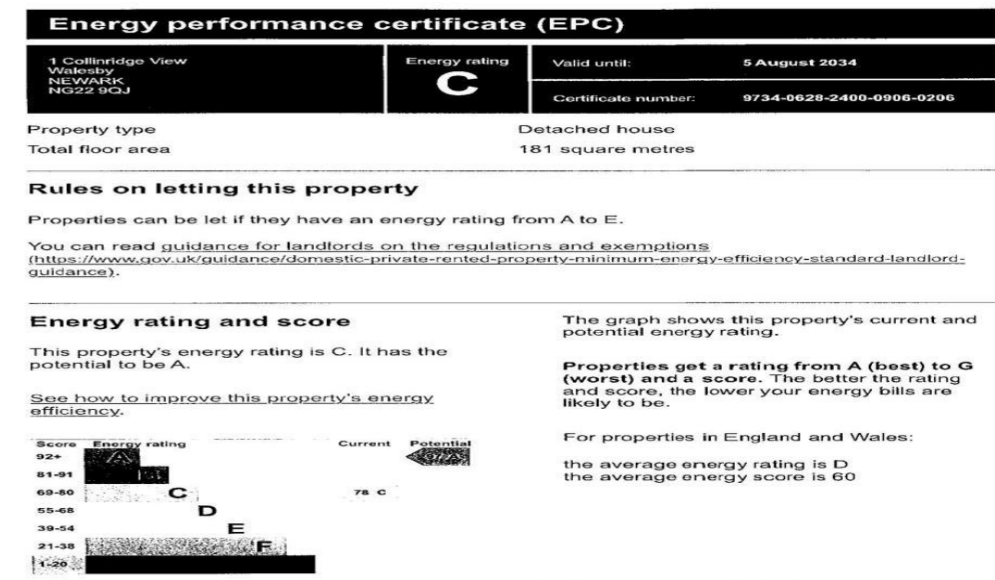 Energy performance certificate (EPC)
1 Collinridge View
Walesby
NEWARK
NG22 9QJ
Energy rating
C
Valid until:
5 August 2034
Certificate number:
9734-0628-2400-0906-0206
Property type
Detached house
Total floor area
181 square metres
Rules on letting this property
Properties can be let if they have an energy rating from A to E.
You can read guidance for landlords on the regulations and exemptions
(https://www.gov.uk/guidance/domestic-private-rented-property-minimum-energy-efficiency-standard-landlord-
guidance).
Energy rating and score
This property's energy rating is C. It has the
potential to be A.
See how to improve this property's energy
efficiency.
Score Energy rating Current Potential
92+ A
81-91
69-80 C 78 C
55-68 D
39-54 E
21-38 F
1-20
The graph shows this property's current and
potential energy rating.
Properties get a rating from A (best) to G
(worst) and a score. The better the rating
and score, the lower your energy bills are
likely to be.
For properties in England and Wales:
the average energy rating is D
the average energy score is 60